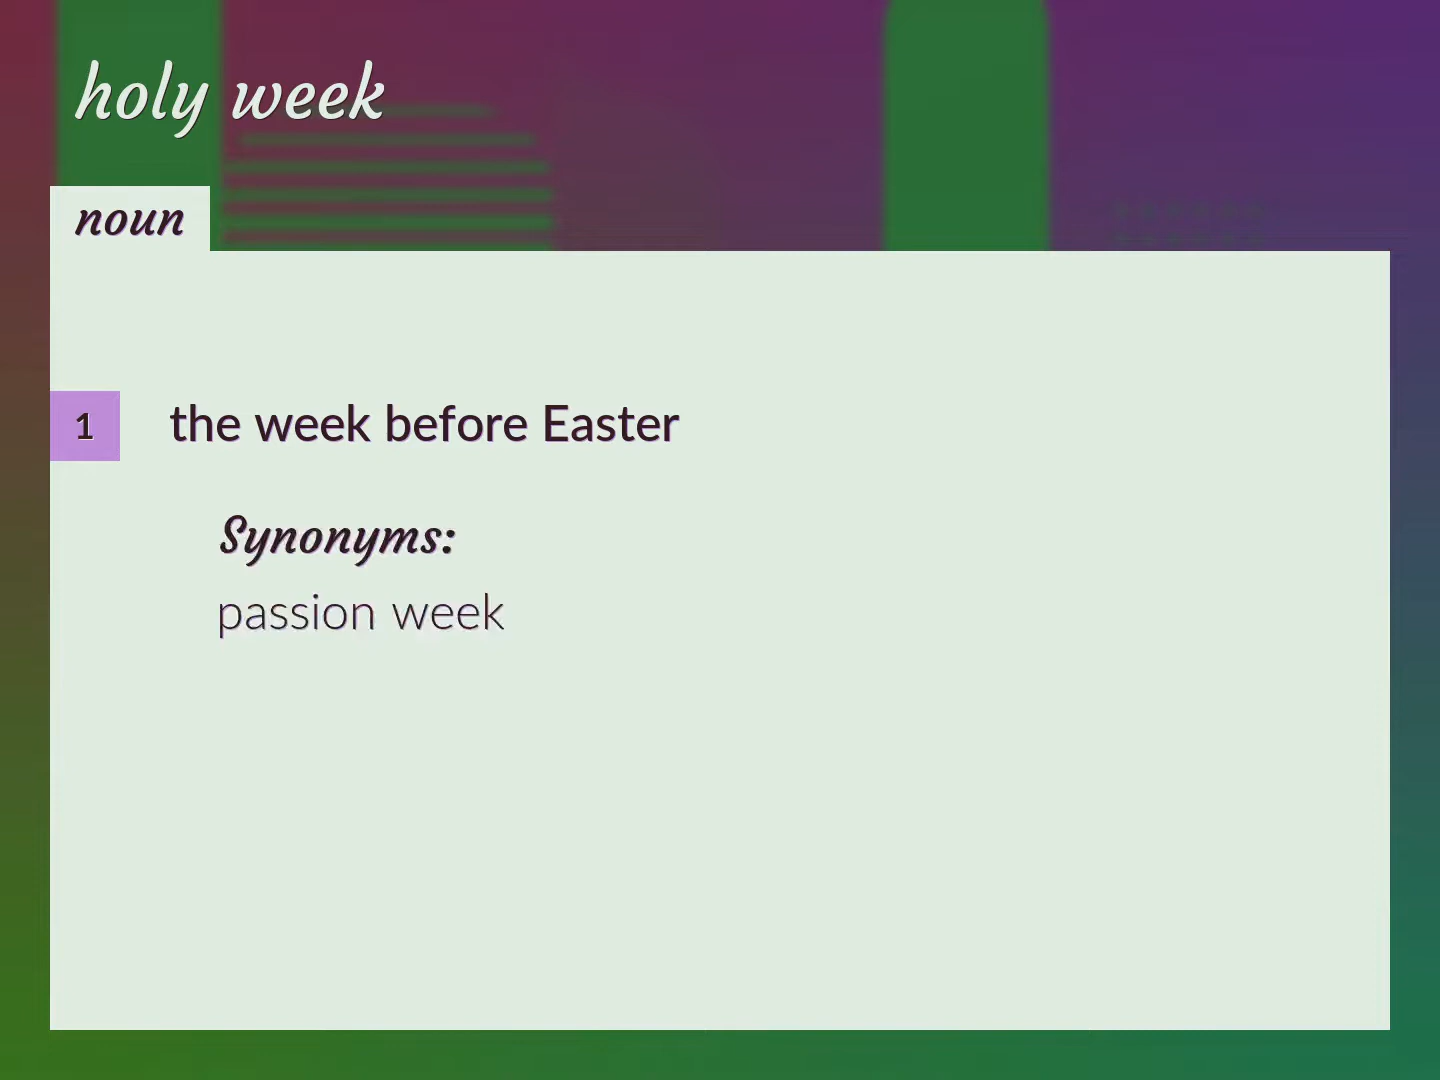 holy week
noun
1
the week before Easter
Synonyms:
passion week